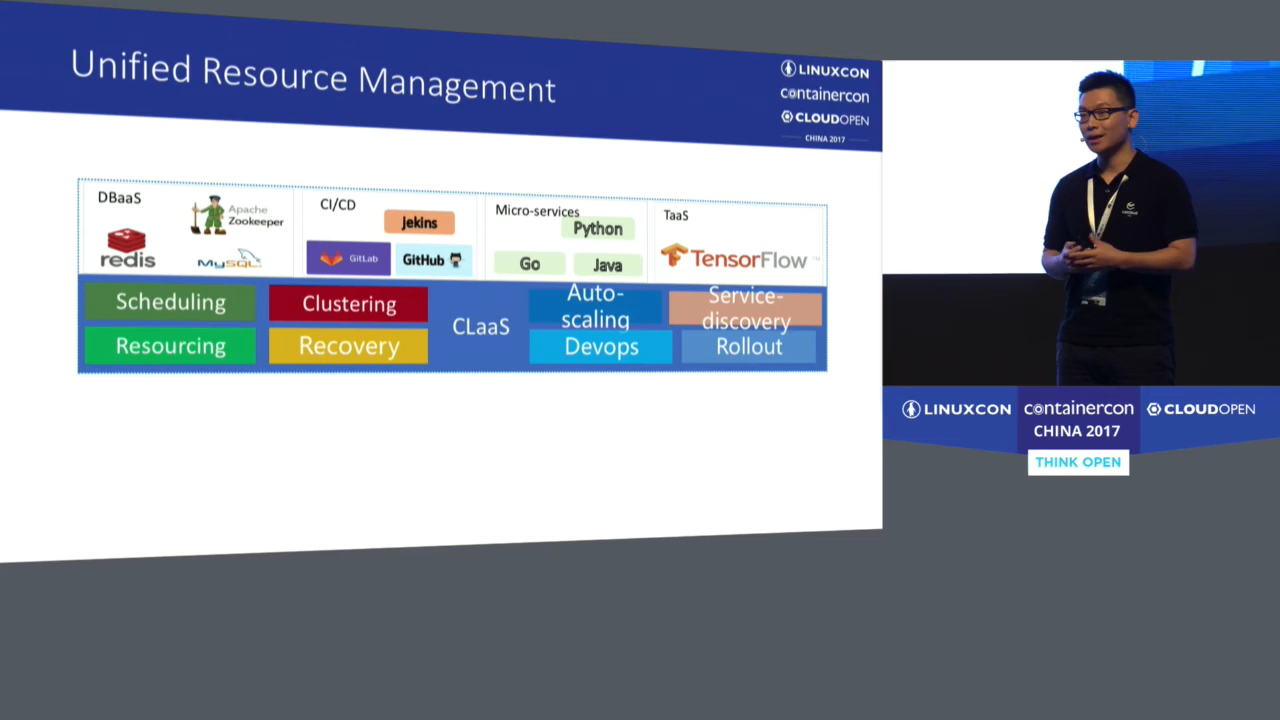 Unified Resource Management
LINUXCON
containercon
CLOUDOPEN
CHINA 2017
DBaaS
Apache
Zookeeper
redis
MySQL
CI/CD
jekins
GitLab
GitHub
Micro-services
Python
Go
Java
TaaS
TensorFlow
TM
Scheduling
Clustering
Resourcing
Recovery
CLaaS
Auto-
scaling
Service-
discovery
Devops
Rollout
LINUXCON
containercon
CLOUDOPEN
CHINA 2017
THINK OPEN